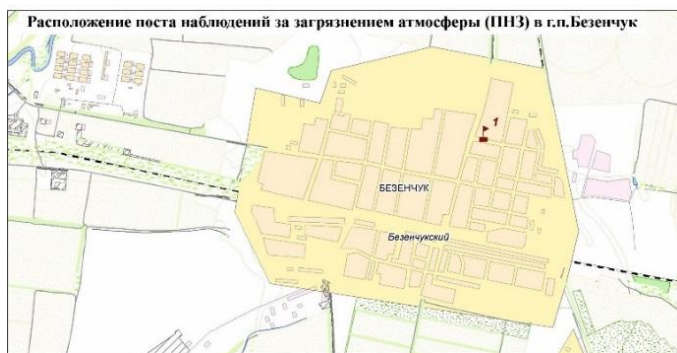 Расположение поста наблюдений за загрязнением атмосферы (ПНЗ) в г.п.Безенчук
1
БЕЗЕНЧУК
Безенчукский